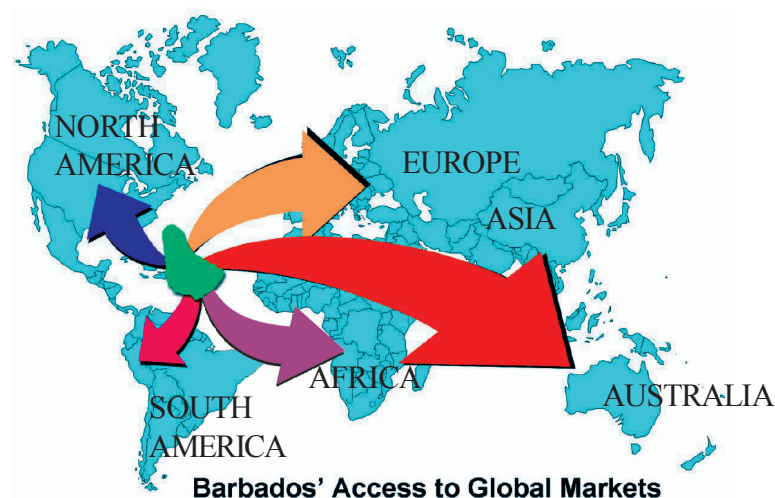 NORTH
AMERICA
EUROPE
ASIA
AFRICA
AUSTRALIA
SOUTH
AMERICA
Barbados' Access to Global Markets